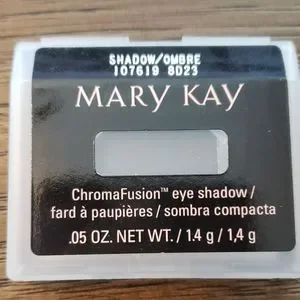 SHADOW/OMBRE
107619 8D23
MARY KAY
ChromaFusion™ eye shadow /
fard à paupières / sombra compacta
.05 OZ. NET WT. / 1.4 g / 1,4 g